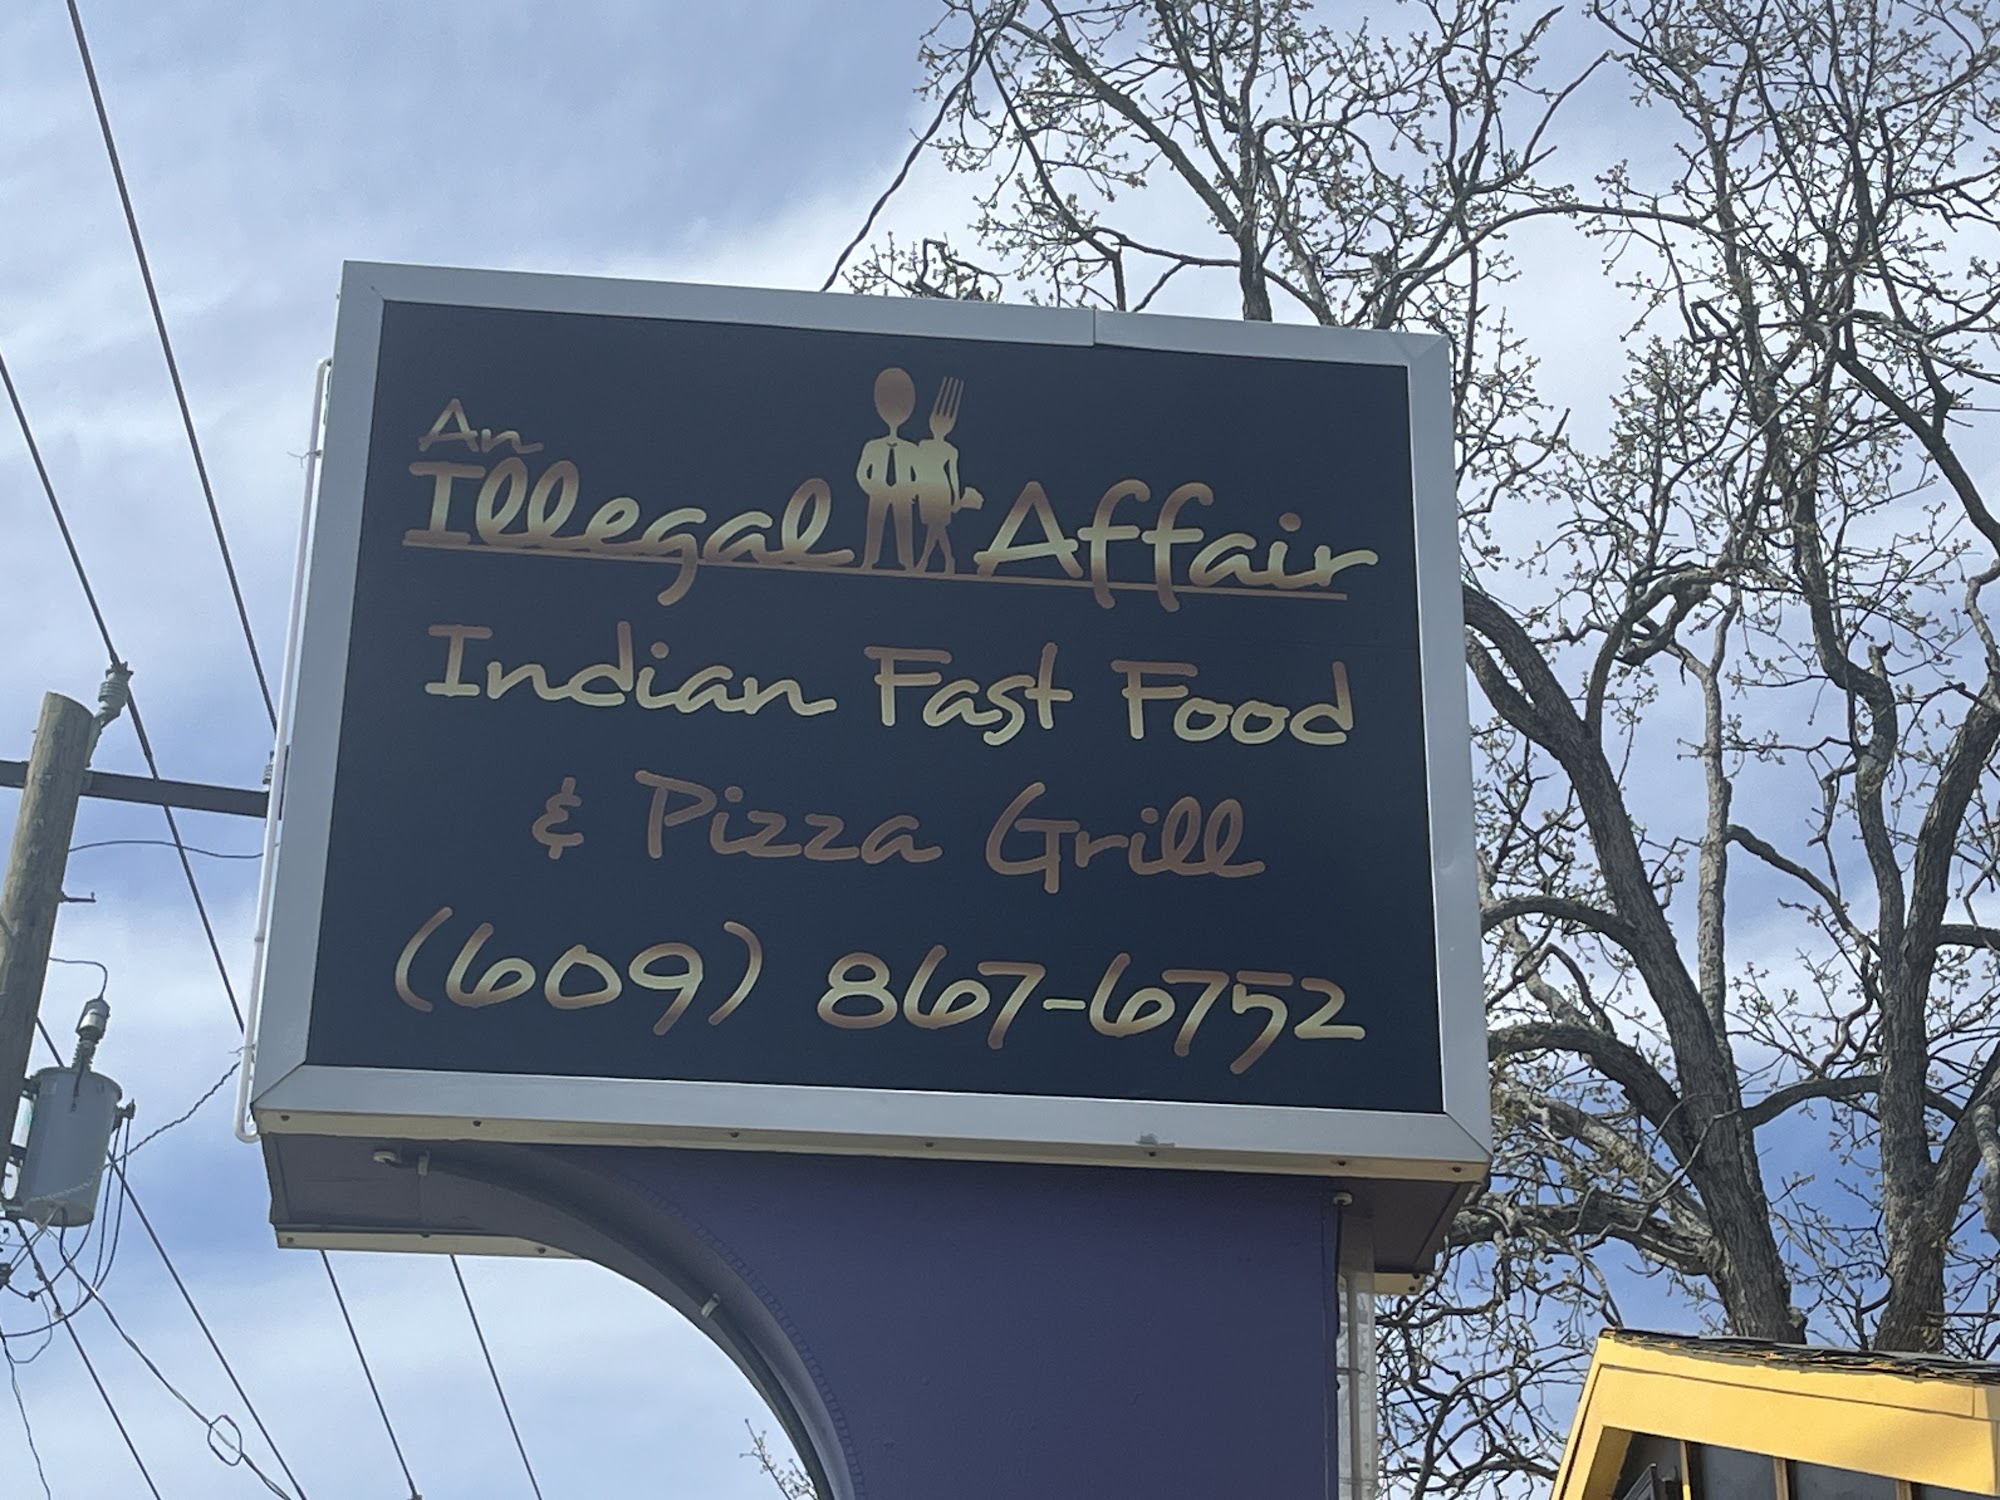 An
Illegal Affair
Indian Fast Food
& Pizza Grill
(609) 867-6752